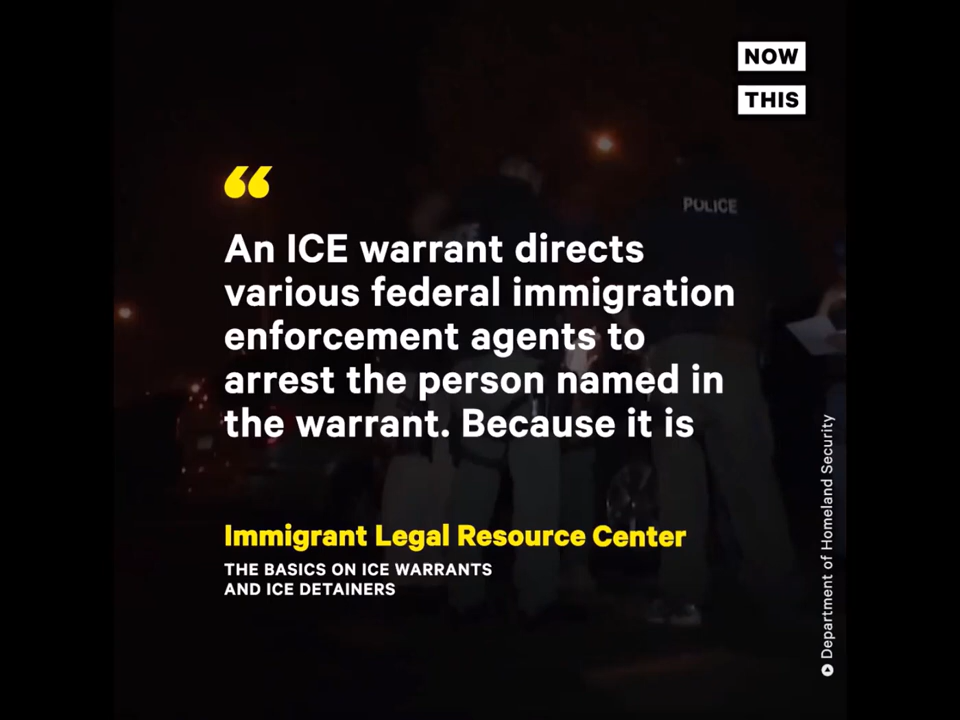 NOW
THIS
“
POLICE
An ICE warrant directs
various federal immigration
enforcement agents to
arrest the person named in
the warrant. Because it is
Immigrant Legal Resource Center
THE BASICS ON ICE WARRANTS
AND ICE DETAINERS
Department of Homeland Security